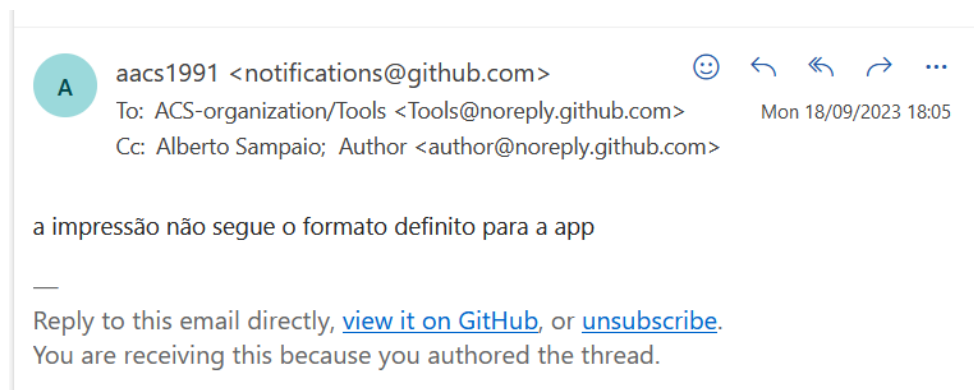 A
aacs1991 <notifications@github.com>
To: ACS-organization/Tools <Tools@noreply.github.com>
Mon 18/09/2023 18:05
Cc: Alberto Sampaio; Author <author@noreply.github.com>
a impressão não segue o formato definito para a app
—
Reply to this email directly, view it on GitHub, or unsubscribe.
You are receiving this because you authored the thread.